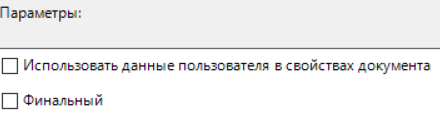 Параметры:
Использовать данные пользователя в свойствах документа
Финальный